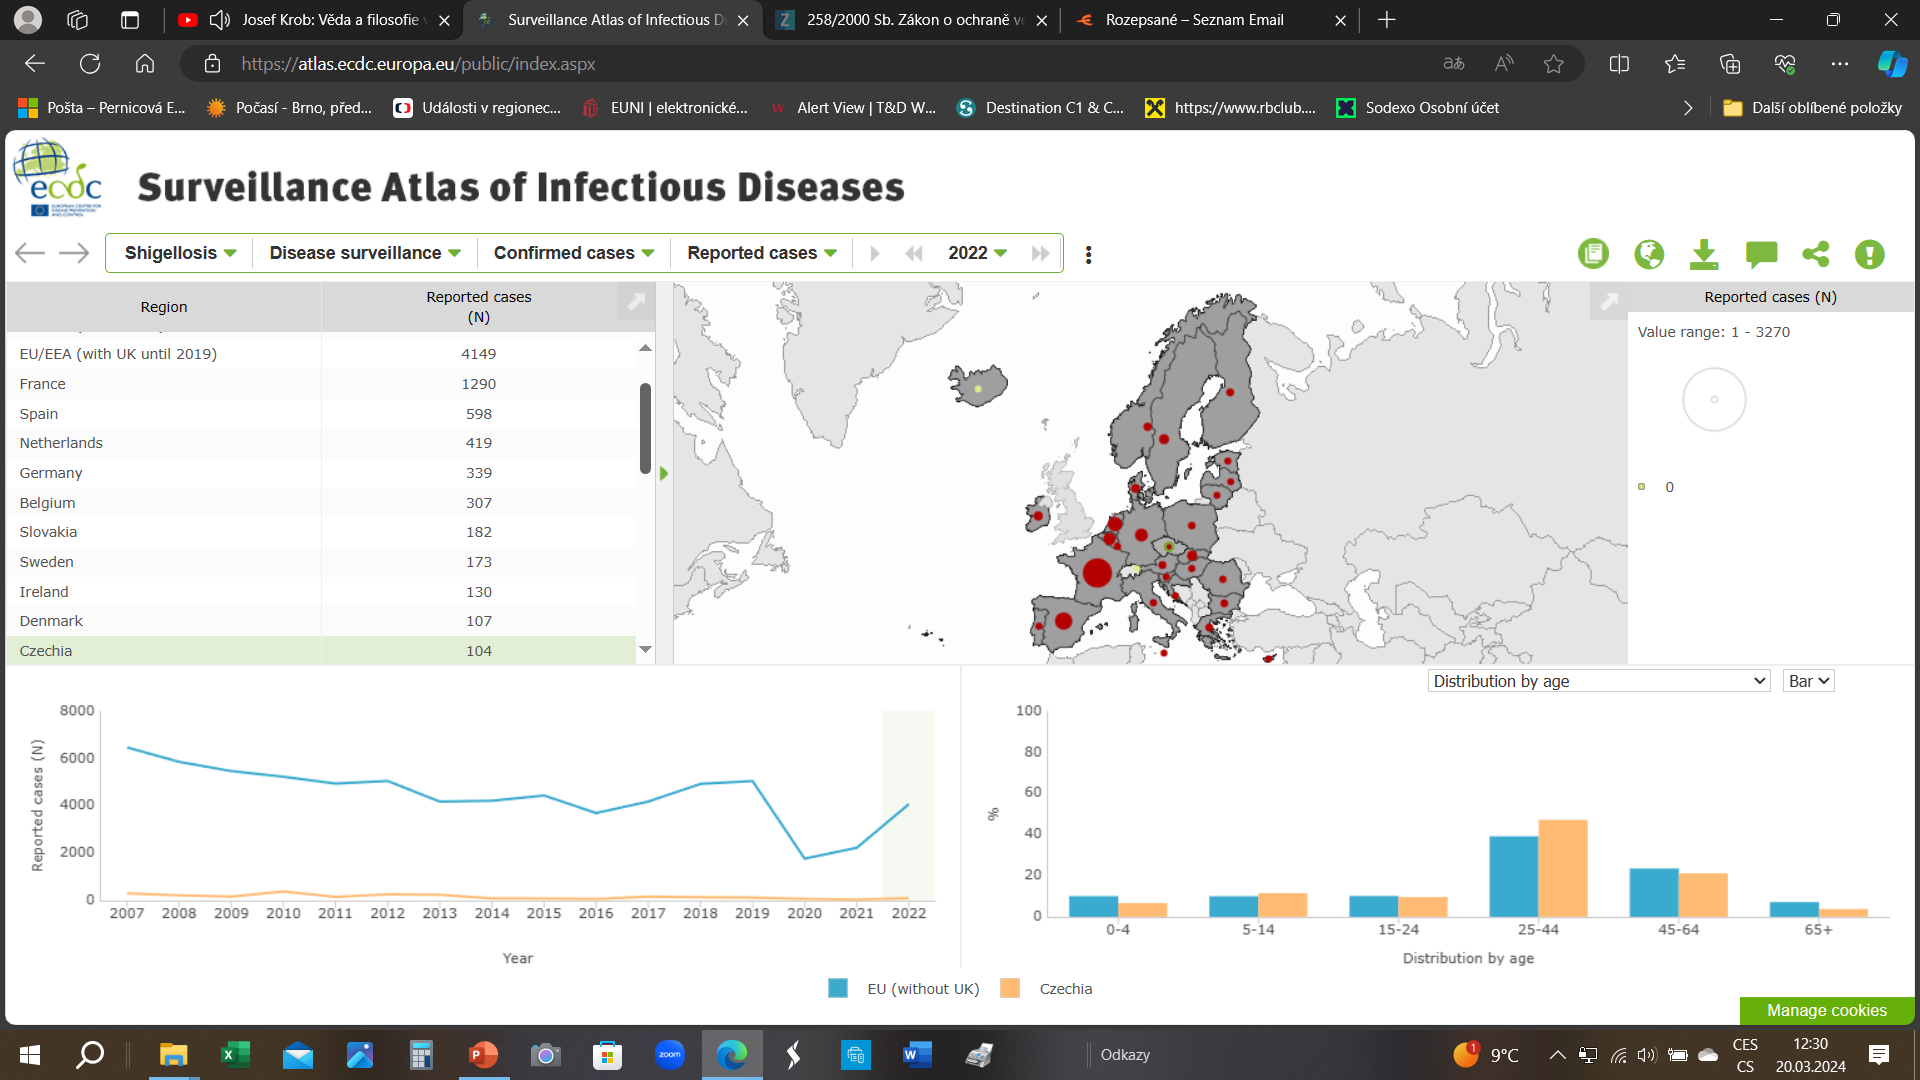 Josef Krob: Věda a filosofie v
Surveillance Atlas of Infectious D
258/2000 Sb. Zákon o ochraně ve
Rozepsané – Seznam Email
https://atlas.ecdc.europa.eu/public/index.aspx
Pošta – Pernicová E...
Počasí - Brno, před...
Události v regionec...
EUNI | elektronické...
Alert View | T&D W...
Destination C1 & C...
https://www.rbclub....
Sodexo Osobní účet
Další oblíbené položky
ecdc
Surveillance Atlas of Infectious Diseases
Shigellosis
Disease surveillance
Confirmed cases
Reported cases
2022
Region
Reported cases
(N)
EU/EEA (with UK until 2019) 4149
France 1290
Spain 598
Netherlands 419
Germany 339
Belgium 307
Slovakia 182
Sweden 173
Ireland 130
Denmark 107
Czechia 104
Reported cases (N)
Value range: 1 - 3270
0
Reported cases (N)
8000
6000
4000
2000
0
2007 2008 2009 2010 2011 2012 2013 2014 2015 2016 2017 2018 2019 2020 2021 2022
Year
Distribution by age
Bar
%
100
80
60
40
20
0
0-4 5-14 15-24 25-44 45-64 65+
Distribution by age
EU (without UK)
Czechia
Manage cookies
zoom
Odkazy
1
9°C
CES
CS
12:30
20.03.2024